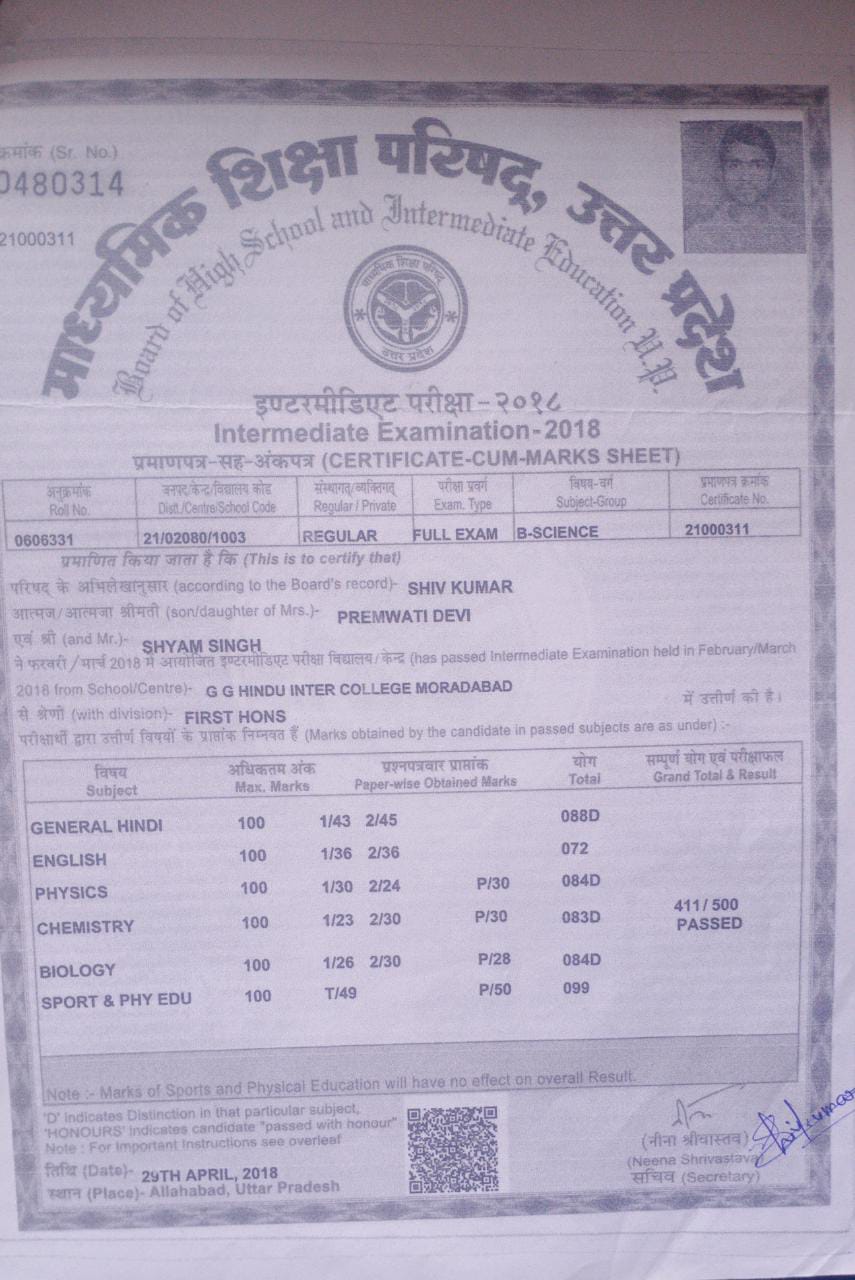 क्रमांक (Sr. No.)
0480314
21000311
माध्यमिक शिक्षा परिषद्, उत्तर प्रदेश
Board of High School and Intermediate Education U.P.
माध्यमिक शिक्षा परिषद्
उत्तर प्रदेश
इण्टरमीडिएट परीक्षा-२०१८
Intermediate Examination-2018
प्रमाणपत्र-सह-अंकपत्र (CERTIFICATE-CUM-MARKS SHEET)
अनुक्रमांक जनपद/केन्द्र/विद्यालय कोड संस्थागत्/व्यक्तिगत् परीक्षा प्रवर्ग विषय-वर्ग प्रमाणपत्र क्रमांक
Roll No. Distt./Centre/School Code Regular / Private Exam. Type Subject-Group Certificate No.
0606331 21/02080/1003 REGULAR FULL EXAM B-SCIENCE 21000311
प्रमाणित किया जाता है कि (This is to certify that)
परिषद् के अभिलेखानुसार (according to the Board's record)- SHIV KUMAR
आत्मज/आत्मजा श्रीमती (son/daughter of Mrs.)- PREMWATI DEVI
एवं श्री (and Mr.)- SHYAM SINGH
ने फरवरी/मार्च 2018 में आयोजित इण्टरमीडिएट परीक्षा विद्यालय/केन्द्र (has passed Intermediate Examination held in February/March
2018 from School/Centre)- G G HINDU INTER COLLEGE MORADABAD
से श्रेणी (with division)- FIRST HONS में उत्तीर्ण की है।
परीक्षार्थी द्वारा उत्तीर्ण विषयों के प्राप्तांक निम्नवत हैं (Marks obtained by the candidate in passed subjects are as under) :-
विषय अधिकतम अंक प्रश्नपत्रवार प्राप्तांक योग सम्पूर्ण योग एवं परीक्षाफल
Subject Max. Marks Paper-wise Obtained Marks Total Grand Total & Result
GENERAL HINDI 100 1/43 2/45 088D
ENGLISH 100 1/36 2/36 072
PHYSICS 100 1/30 2/24 P/30 084D
CHEMISTRY 100 1/23 2/30 P/30 083D
411/ 500
PASSED
BIOLOGY 100 1/26 2/30 P/28 084D
SPORT & PHY EDU 100 T/49 P/50 099
Note :- Marks of Sports and Physical Education will have no effect on overall Result.
'D' indicates Distinction in that particular subject,
'HONOURS' indicates candidate "passed with honour"
Note : For Important Instructions see overleaf
तिथि (Date)- 29TH APRIL, 2018
स्थान (Place)- Allahabad, Uttar Pradesh
(नीना श्रीवास्तव)
(Neena Shrivastava)
सचिव (Secretary)